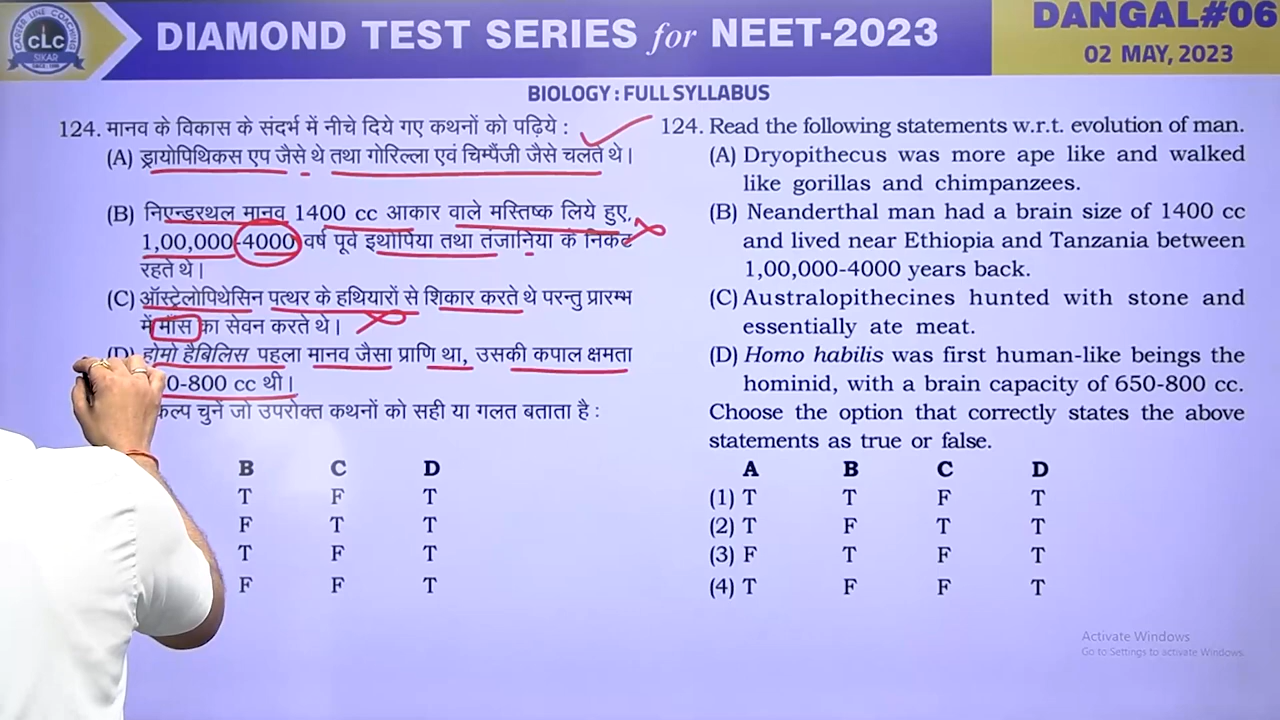 CAREER LINE COACHING
CLC
SIKAR
DIAMOND TEST SERIES for NEET-2023
DANGAL#06
02 MAY, 2023
BIOLOGY : FULL SYLLABUS
124. मानव के विकास के संदर्भ में नीचे दिये गए कथनों को पढ़िये :
(A) ड्रायोपिथिकस एप जैसे थे तथा गोरिल्ला एवं चिम्पैंजी जैसे चलते थे।
(B) निएन्डरथल मानव 1400 cc आकार वाले मस्तिष्क लिये हुए,
1,00,000-4000 वर्ष पूर्व इथोपिया तथा तंजानिया के निकट
रहते थे।
(C) ऑस्ट्रेलोपिथेसिन पत्थर के हथियारों से शिकार करते थे परन्तु प्रारम्भ
में माँस का सेवन करते थे।
(D) होमो हैबिलिस पहला मानव जैसा प्राणि था, उसकी कपाल क्षमता
0-800 cc थी।
चुनें जो उपरोक्त कथनों को सही या गलत बताता है :
B C D
T F T
F T T
T F T
F F T
124. Read the following statements w.r.t. evolution of man.
(A) Dryopithecus was more ape like and walked
like gorillas and chimpanzees.
(B) Neanderthal man had a brain size of 1400 cc
and lived near Ethiopia and Tanzania between
1,00,000-4000 years back.
(C) Australopithecines hunted with stone and
essentially ate meat.
(D) Homo habilis was first human-like beings the
hominid, with a brain capacity of 650-800 cc.
Choose the option that correctly states the above
statements as true or false.
A B C D
(1) T T F T
(2) T F T T
(3) F T F T
(4) T F F T
Activate Windows
Go to Settings to activate Windows.